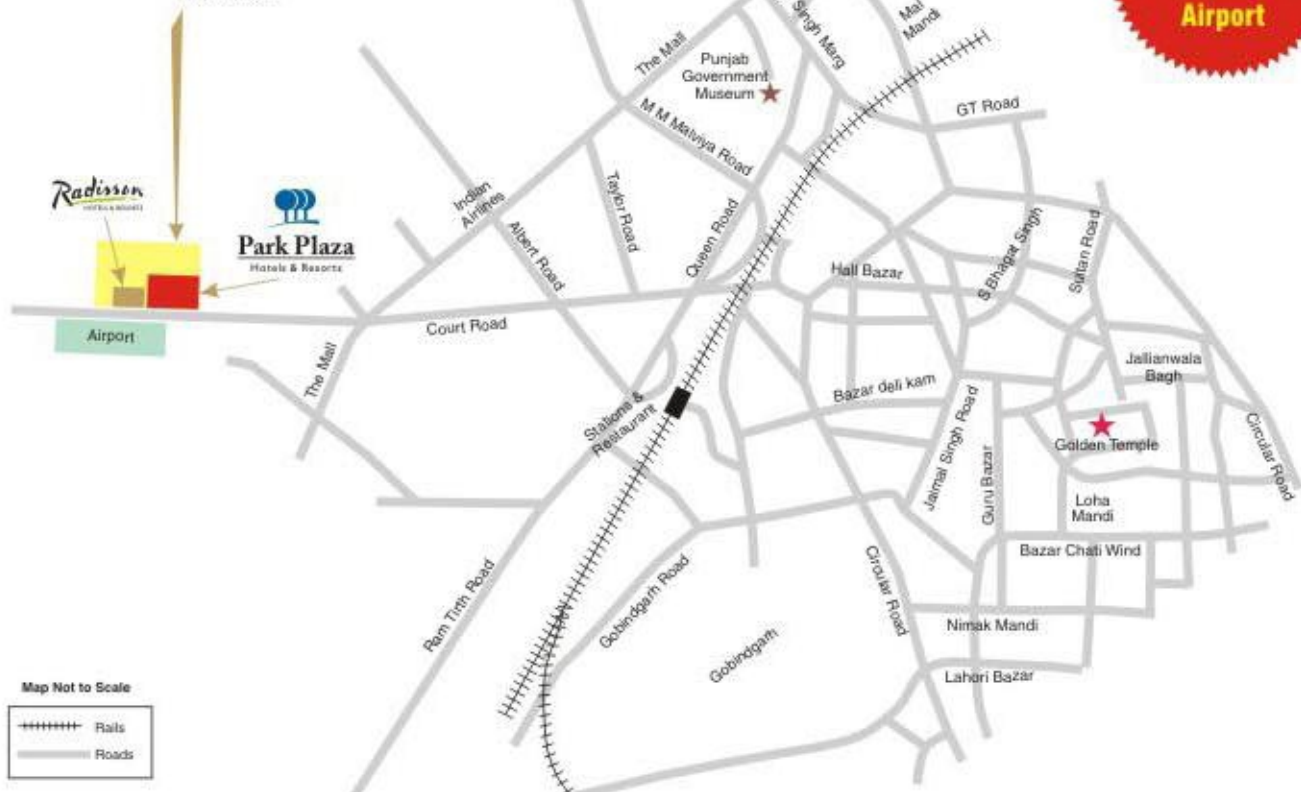 Airport
Singh Marg
Mal
Mandi
The Mall
Punjab
Government
Museum
M M Malviya Road
GT Road
Radisson
HOTELS & RESORTS
Park Plaza
Hotels & Resorts
Indian
Airlines
Taylor Road
Albert Road
Queen Road
Hall Bazar
S Bhagat Singh
Sultan Road
Airport
Court Road
The Mall
Jallianwala
Bagh
Bazar deli kam
Stations &
Restaurant
Jaimal Singh Road
Guru Bazar
Golden Temple
Circular Road
Loha
Mandi
Bazar Chati Wind
Ram Tirth Road
Gobindgarh Road
Gobindgarh
Circular Road
Nimak Mandi
Lahori Bazar
Map Not to Scale
Rails
Roads